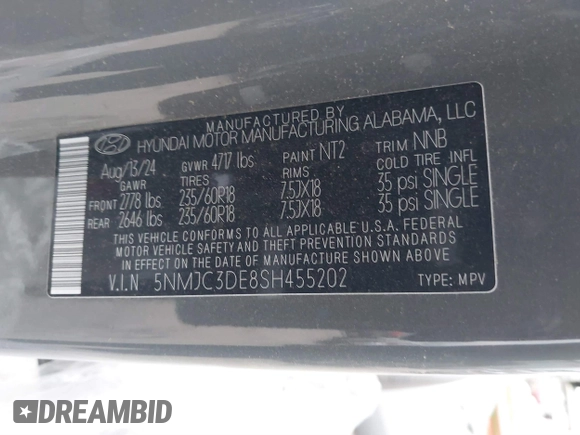 MANUFACTURED BY
HYUNDAI MOTOR MANUFACTURING ALABAMA, LLC
Aug/13/24 GVWR 4717 lbs PAINT NT2 TRIM NNB
GAWR TIRES RIMS COLD TIRE INFL
FRONT 2778 lbs 235/60R18 7.5JX18 35 psi SINGLE
REAR 2646 lbs 235/60R18 7.5JX18 35 psi SINGLE
THIS VEHICLE CONFORMS TO ALL APPLICABLE U.S.A. FEDERAL
MOTOR VEHICLE SAFETY AND THEFT PREVENTION STANDARDS
IN EFFECT ON THE DATE OF MANUFACTURE SHOWN ABOVE
V.I.N 5NMJC3DE8SH455202 TYPE: MPV
DREAMBID